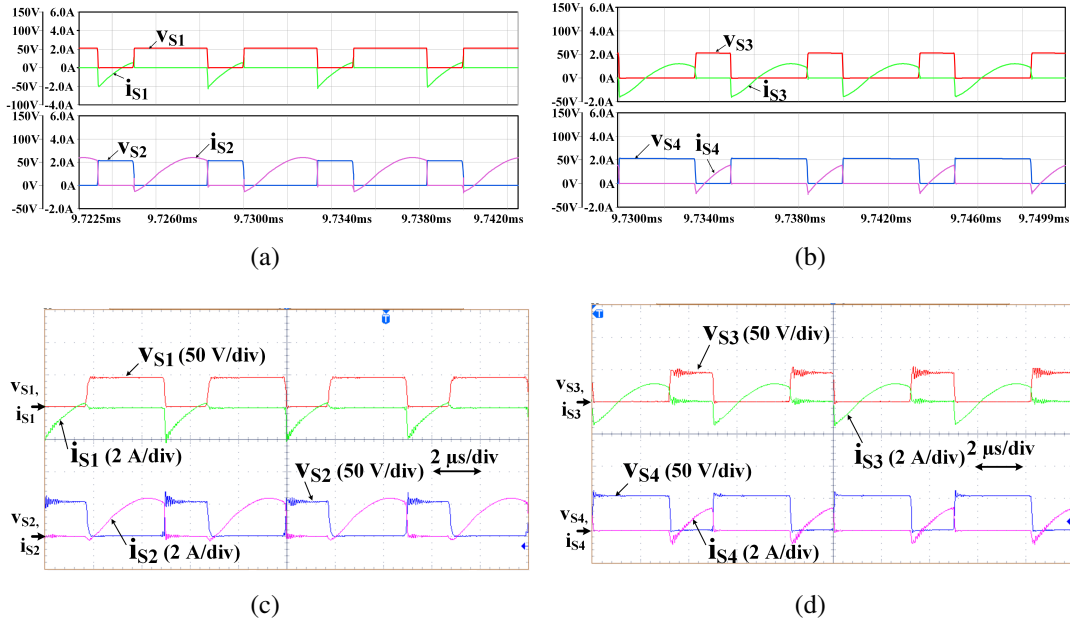 150V 6.0A 150V 6.0A
100V 4.0A vS1 100V 4.0A vS3
50V 2.0A 50V 2.0A
0V 0A 0V 0A
-50V 2.0A iS1 -50V -2.0A iS3
100V 4.0A
150V 6.0A 150V 6.0A
100V 4.0A vS2 iS2 100V 4.0A vS4 iS4
50V 2.0A 50V 2.0A
0V 0A 0V 0A
-50V -2.0A -50V -2.0A
9.7225ms 9.7260ms 9.7300ms 9.7340ms 9.7380ms 9.7420ms
9.7300ms 9.7340ms 9.7380ms 9.7420ms 9.7460ms 9.7499ms
(a) (b)
T T
vS1 (50 V/div) vS3 (50 V/div)
vS1, vS3,
iS1 iS3
iS1 (2 A/div) iS3 (2 A/div)
vS2 (50 V/div) 2 μs/div vS4 (50 V/div) 2 μs/div
vS2, vS4,
iS2 iS4
iS2 (2 A/div) iS4 (2 A/div)
(c) (d)